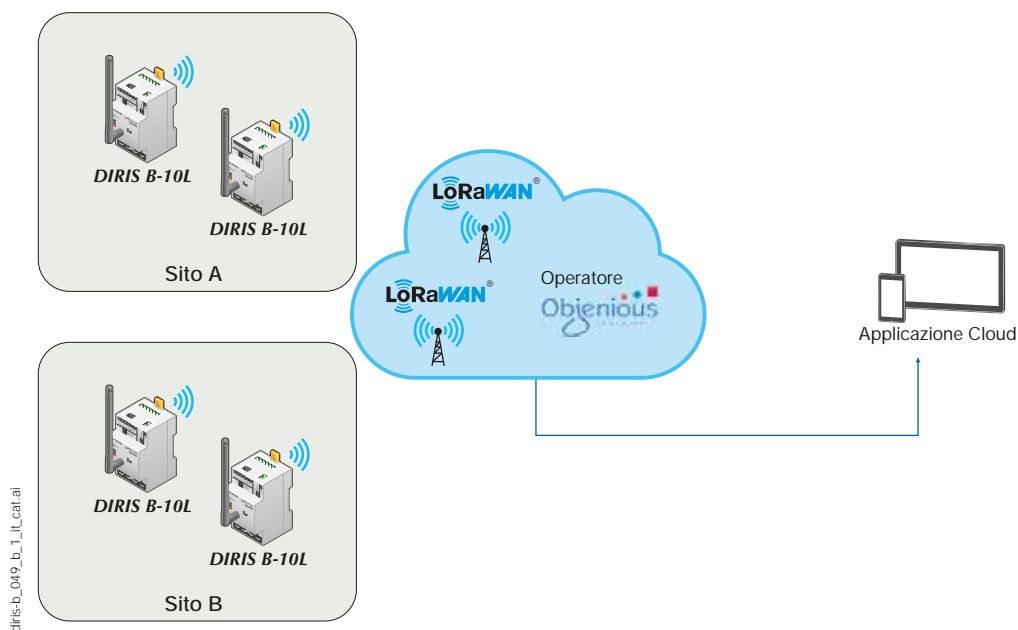 DIRIS B-10L
DIRIS B-10L
Sito A
LoRaWAN®
LoRaWAN®
Operatore
Objenious
Applicazione Cloud
DIRIS B-10L
DIRIS B-10L
Sito B
diris-b_049_b_1_it_cat.ai